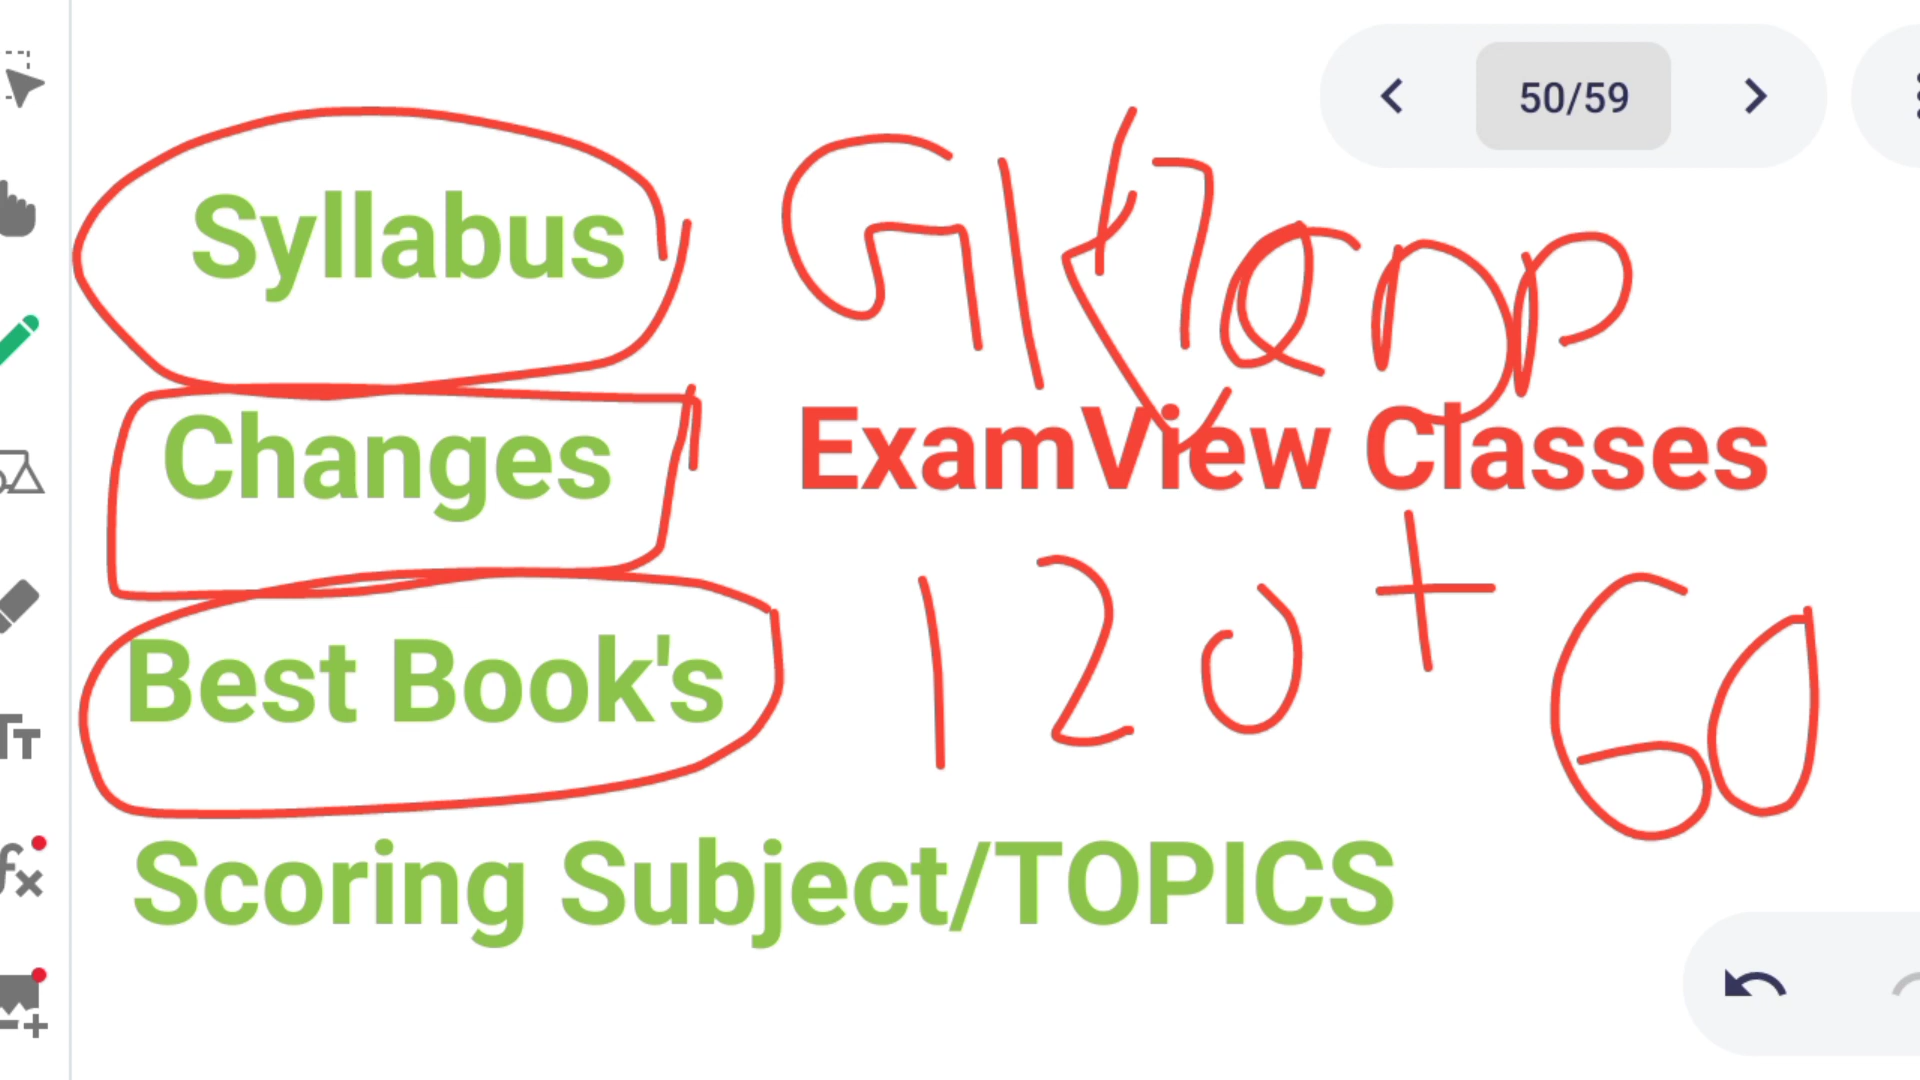 50/59
Syllabus
Changes
ExamView Classes
Best Book's
120 + 60
Scoring Subject/TOPICS